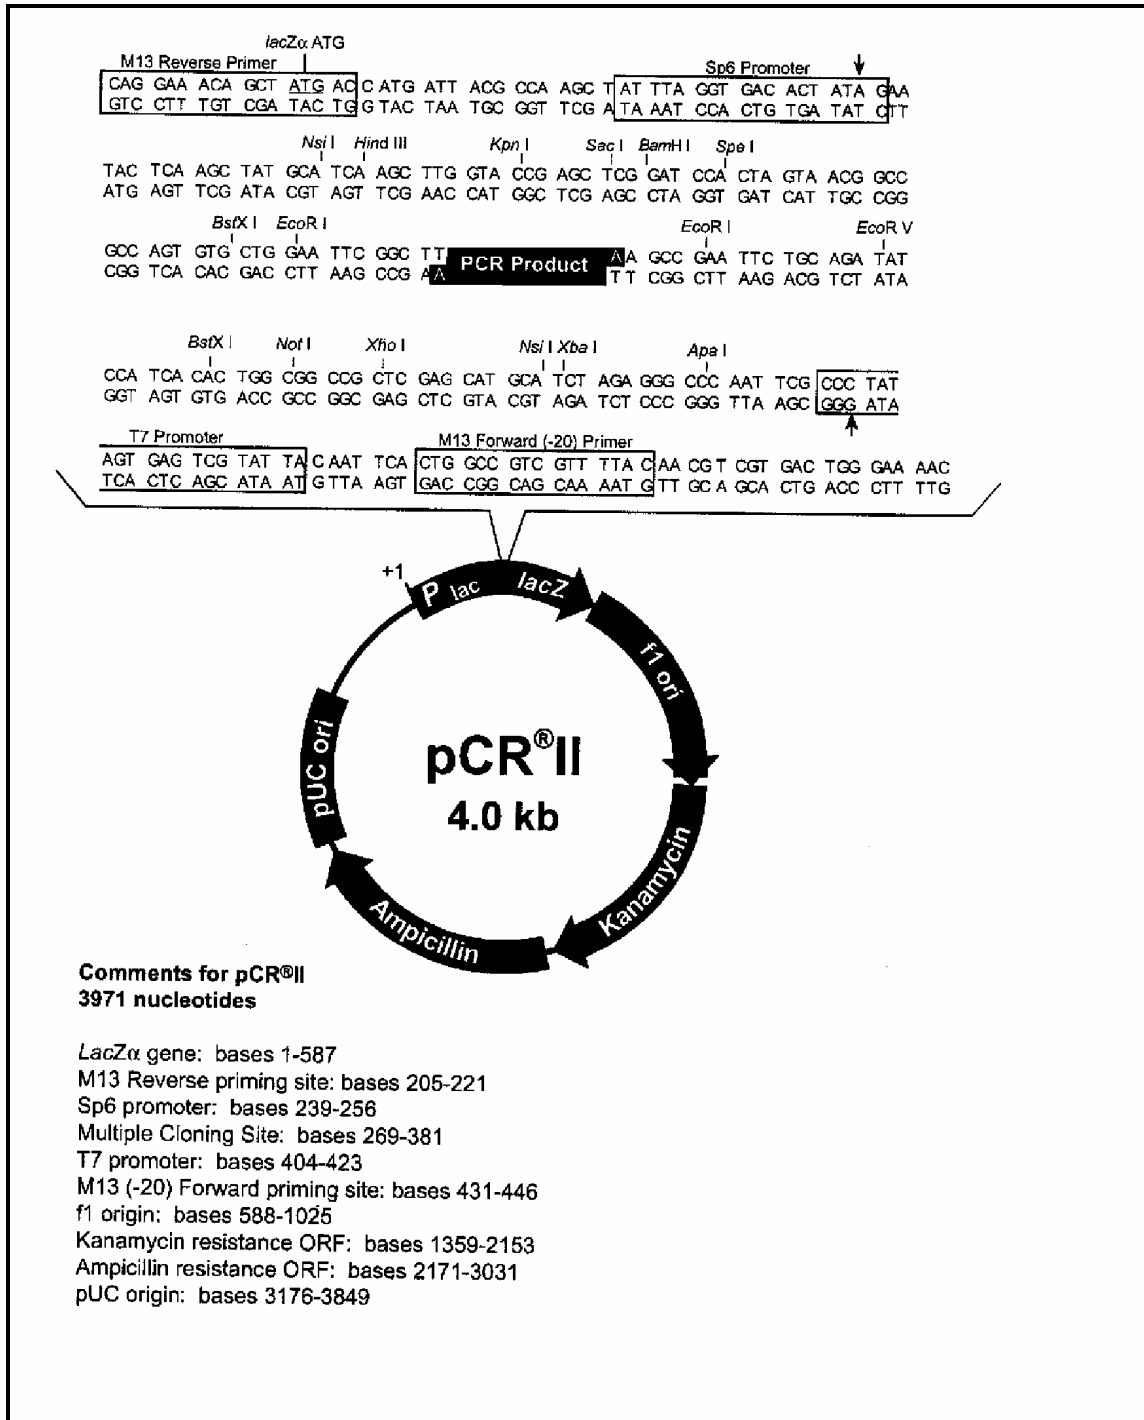 lacZα ATG
M13 Reverse Primer Sp6 Promoter
CAG GAA ACA GCT ATG AC C ATG ATT ACG CCA AGC T AT TTA GGT GAC ACT ATA G AA
GTC CTT TGT CGA TAC TG G TAC TAA TGC GGT TCG A TA AAT CCA CTG TGA TAT C TT
Nsi I Hind III Kpn I Sac I BamH I Spe I
TAC TCA AGC TAT GCA TCA AGC TTG GTA CCG AGC TCG GAT CCA CTA GTA ACG GCC
ATG AGT TCG ATA CGT AGT TCG AAC CAT GGC TCG AGC CTA GGT GAT CAT TGC CGG
BstX I EcoR I EcoR I EcoR V
GCC AGT GTG CTG GAA TTC GGC TT PCR Product A A GCC GAA TTC TGC AGA TAT
CGG TCA CAC GAC CTT AAG CCG A A T T CGG CTT AAG ACG TCT ATA
BstX I Not I Xho I Nsi I Xba I Apa I
CCA TCA CAC TGG CGG CCG CTC GAG CAT GCA TCT AGA GGG CCC AAT TCG CCC TAT
GGT AGT GTG ACC GCC GGC GAG CTC GTA CGT AGA TCT CCC GGG TTA AGC GGG ATA
T7 Promoter M13 Forward (-20) Primer
AGT GAG TCG TAT TA C AAT TCA CTG GCC GTC GTT TTA C AA CGT CGT GAC TGG GAA AAC
TCA CTC AGC ATA AT G TTA AGT GAC CGG CAG CAA AAT G TT GCA GCA CTG ACC CTT TTG
+1
P lac lacZ
f1 ori
Kanamycin
Ampicillin
pUC ori
pCR®II
4.0 kb
Comments for pCR®II
3971 nucleotides
LacZα gene: bases 1-587
M13 Reverse priming site: bases 205-221
Sp6 promoter: bases 239-256
Multiple Cloning Site: bases 269-381
T7 promoter: bases 404-423
M13 (-20) Forward priming site: bases 431-446
f1 origin: bases 588-1025
Kanamycin resistance ORF: bases 1359-2153
Ampicillin resistance ORF: bases 2171-3031
pUC origin: bases 3176-3849